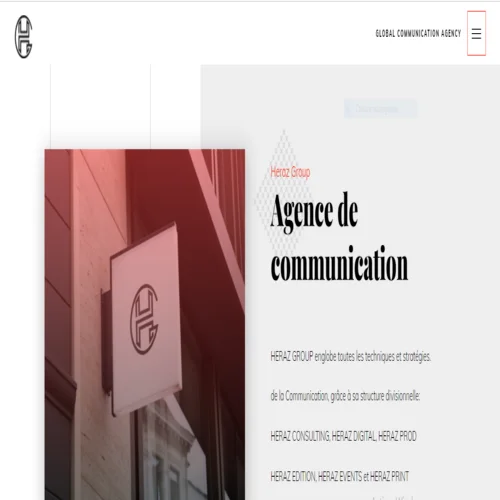 GLOBAL COMMUNICATION AGENCY
Heraz Group
Agence de
communication
HERAZ GROUP englobe toutes les techniques et stratégies.
de la Communication, grâce à sa structure divisionnelle:
HERAZ CONSULTING, HERAZ DIGITAL, HERAZ PROD
HERAZ EDITION, HERAZ EVENTS et HERAZ PRINT